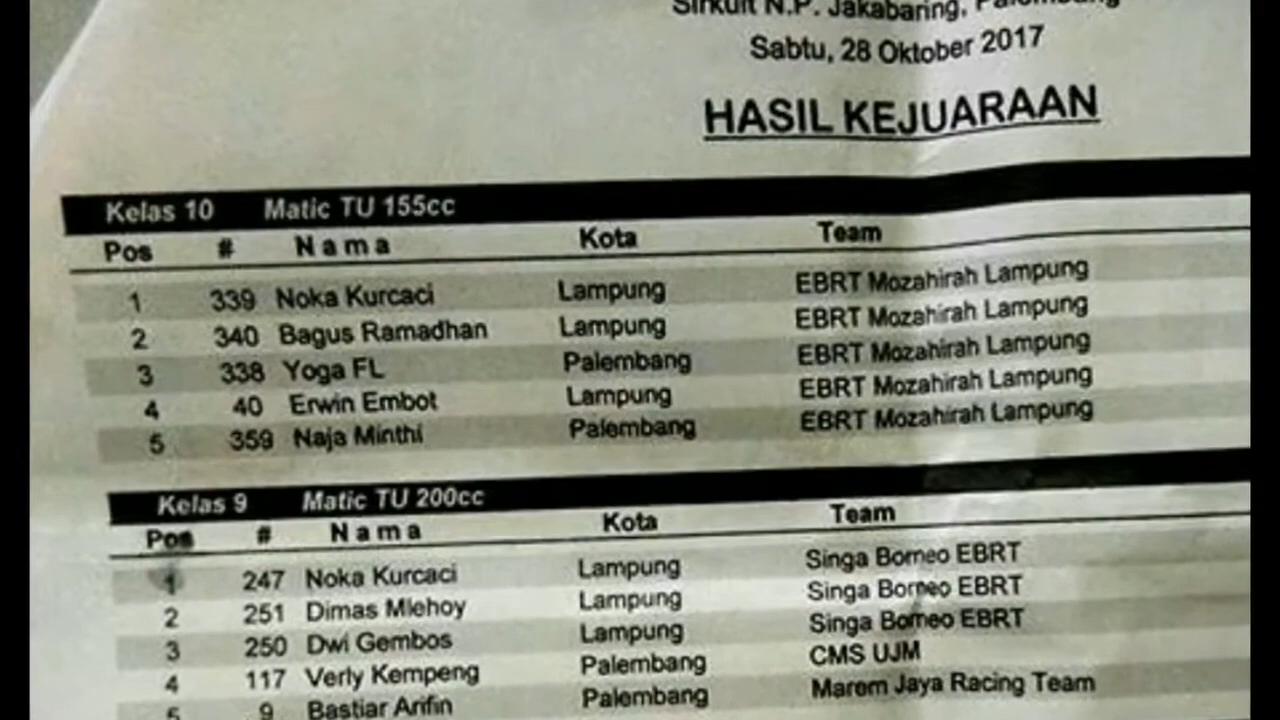 Sirkuit N.P. Jakabaring, Palembang
Sabtu, 28 Oktober 2017
HASIL KEJUARAAN
Kelas 10 Matic TU 155cc
Pos # Nama Kota Team
1 339 Noka Kurcaci Lampung EBRT Mozahirah Lampung
2 340 Bagus Ramadhan Lampung EBRT Mozahirah Lampung
3 338 Yoga FL Palembang EBRT Mozahirah Lampung
4 40 Erwin Embot Lampung EBRT Mozahirah Lampung
5 359 Naja Minthi Palembang EBRT Mozahirah Lampung
Kelas 9 Matic TU 200cc
Pos # Nama Kota Team
1 247 Noka Kurcaci Lampung Singa Borneo EBRT
2 251 Dimas Mlehoy Lampung Singa Borneo EBRT
3 250 Dwi Gembos Lampung Singa Borneo EBRT
4 117 Verly Kempeng Palembang CMS UJM
5 9 Bastiar Arifin Palembang Marem Jaya Racing Team